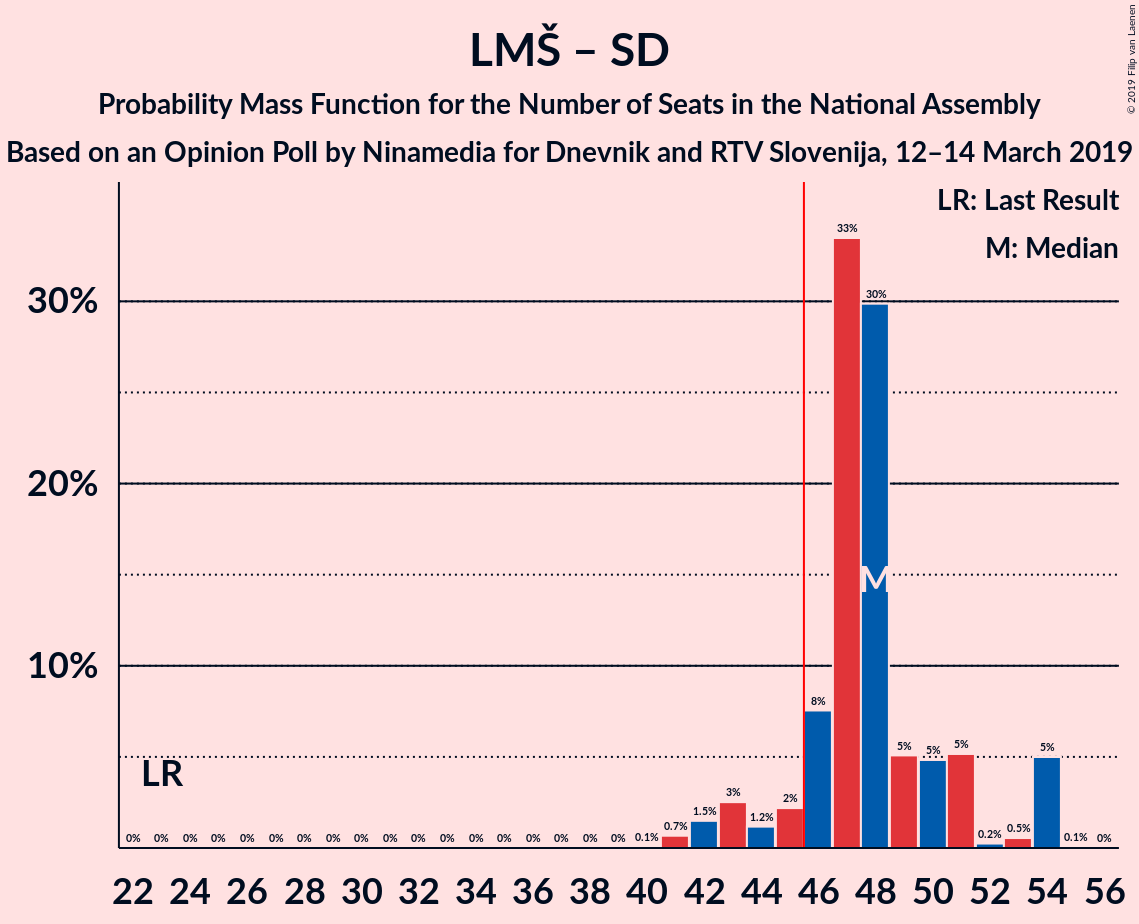 LMŠ – SD
Probability Mass Function for the Number of Seats in the National Assembly
Based on an Opinion Poll by Ninamedia for Dnevnik and RTV Slovenija, 12–14 March 2019
© 2019 Filip van Laenen
LR: Last Result
M: Median
33%
30%
30%
20%
M
10%
8%
5% 5% 5% 5%
LR
0% 0% 0% 0% 0% 0% 0% 0% 0% 0% 0% 0% 0% 0% 0% 0% 0% 0% 0.1% 0.7% 1.5% 3% 1.2% 2% 0.2% 0.5% 0.1% 0%
22 24 26 28 30 32 34 36 38 40 42 44 46 48 50 52 54 56